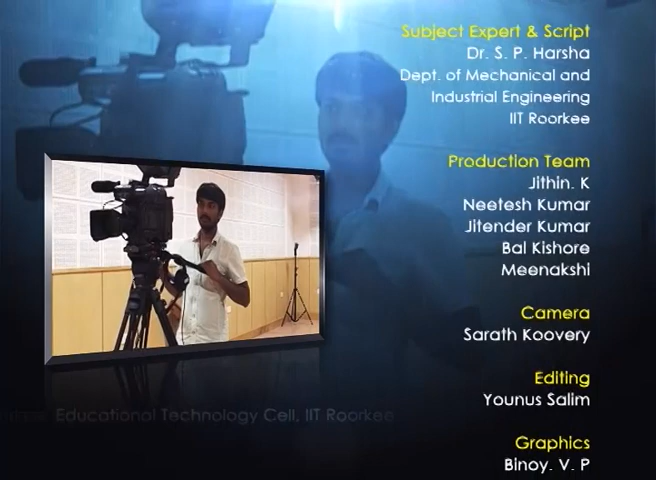 Subject Expert & Script
Dr. S. P. Harsha
Dept. of Mechanical and
Industrial Engineering
IIT Roorkee
Production Team
Jithin. K
Neetesh Kumar
Jitender Kumar
Bal Kishore
Meenakshi
Camera
Sarath Koovery
Editing
Younus Salim
Educational Technology Cell, IIT Roorkee
Graphics
Binoy. V. P